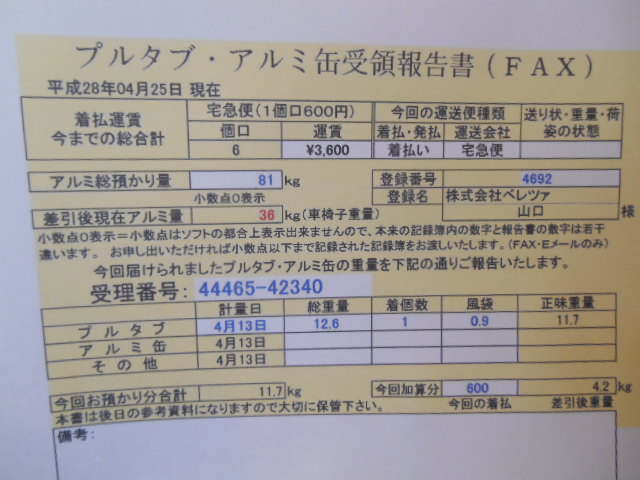 プルタブ・アルミ缶受領報告書(FAX)
平成28年04月25日 現在
着払運賃 今までの総合計 宅急便(1個口600円) 今回の運送便種類 送り状・重量・荷姿の状態
個口 運賃 着払・発払 運送会社
6 ¥3,600 着払い 宅急便
アルミ総預かり量 81 kg 登録番号 4692
小数点0表示 登録名 株式会社ペレツァ
差引後現在アルミ量 36 kg(車椅子重量) 山口 様
小数点0表示=小数点はソフトの都合上表示出来ませんので、本来の記録簿内の数字と報告書の数字は若干
違います。 お申し出いただければ小数点以下まで記録された記録簿をお渡しいたします。(FAX・Eメールのみ)
今回届けられましたプルタブ・アルミ缶の重量を下記の通りご報告いたします。
受理番号: 44465-42340
計量日 総重量 着個数 風袋 正味重量
プルタブ 4月13日 12.6 1 0.9 11.7
アルミ缶 4月13日
その他 4月13日
今回お預かり分合計 11.7 kg 今回加算分 600 4.2 kg
本書は後日の参考資料になりますので大切に保管下さい。 今回の着払 差引後重量
備考: